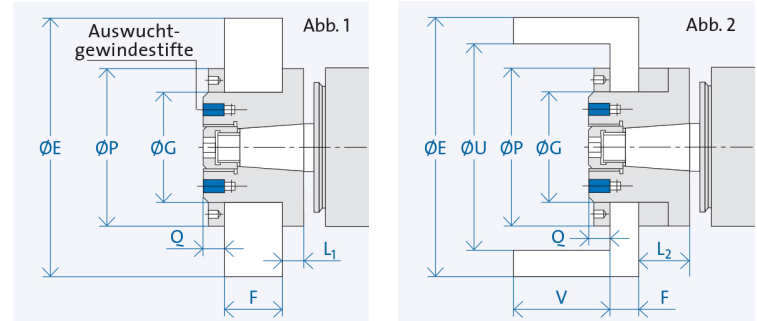 Abb. 1
Auswucht-
gewindestifte
ØE
ØP
ØG
Q
L1
F
Abb. 2
ØE
ØU
ØP
ØG
Q
L2
V
F